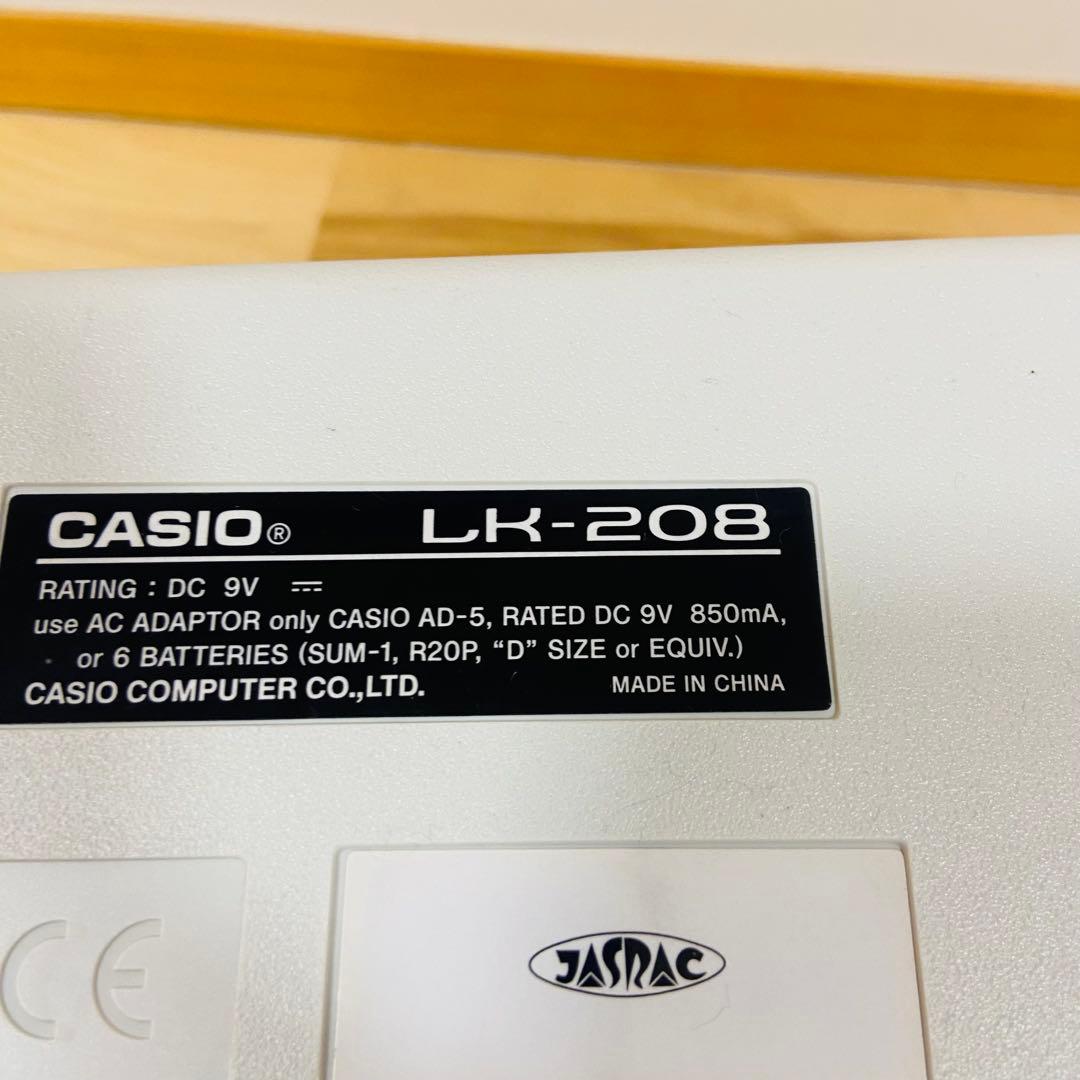 CASIO® LK-208
RATING : DC 9V ⎓
use AC ADAPTOR only CASIO AD-5, RATED DC 9V 850mA,
or 6 BATTERIES (SUM-1, R20P, “D” SIZE or EQUIV.)
CASIO COMPUTER CO.,LTD. MADE IN CHINA
CE
JASRAC